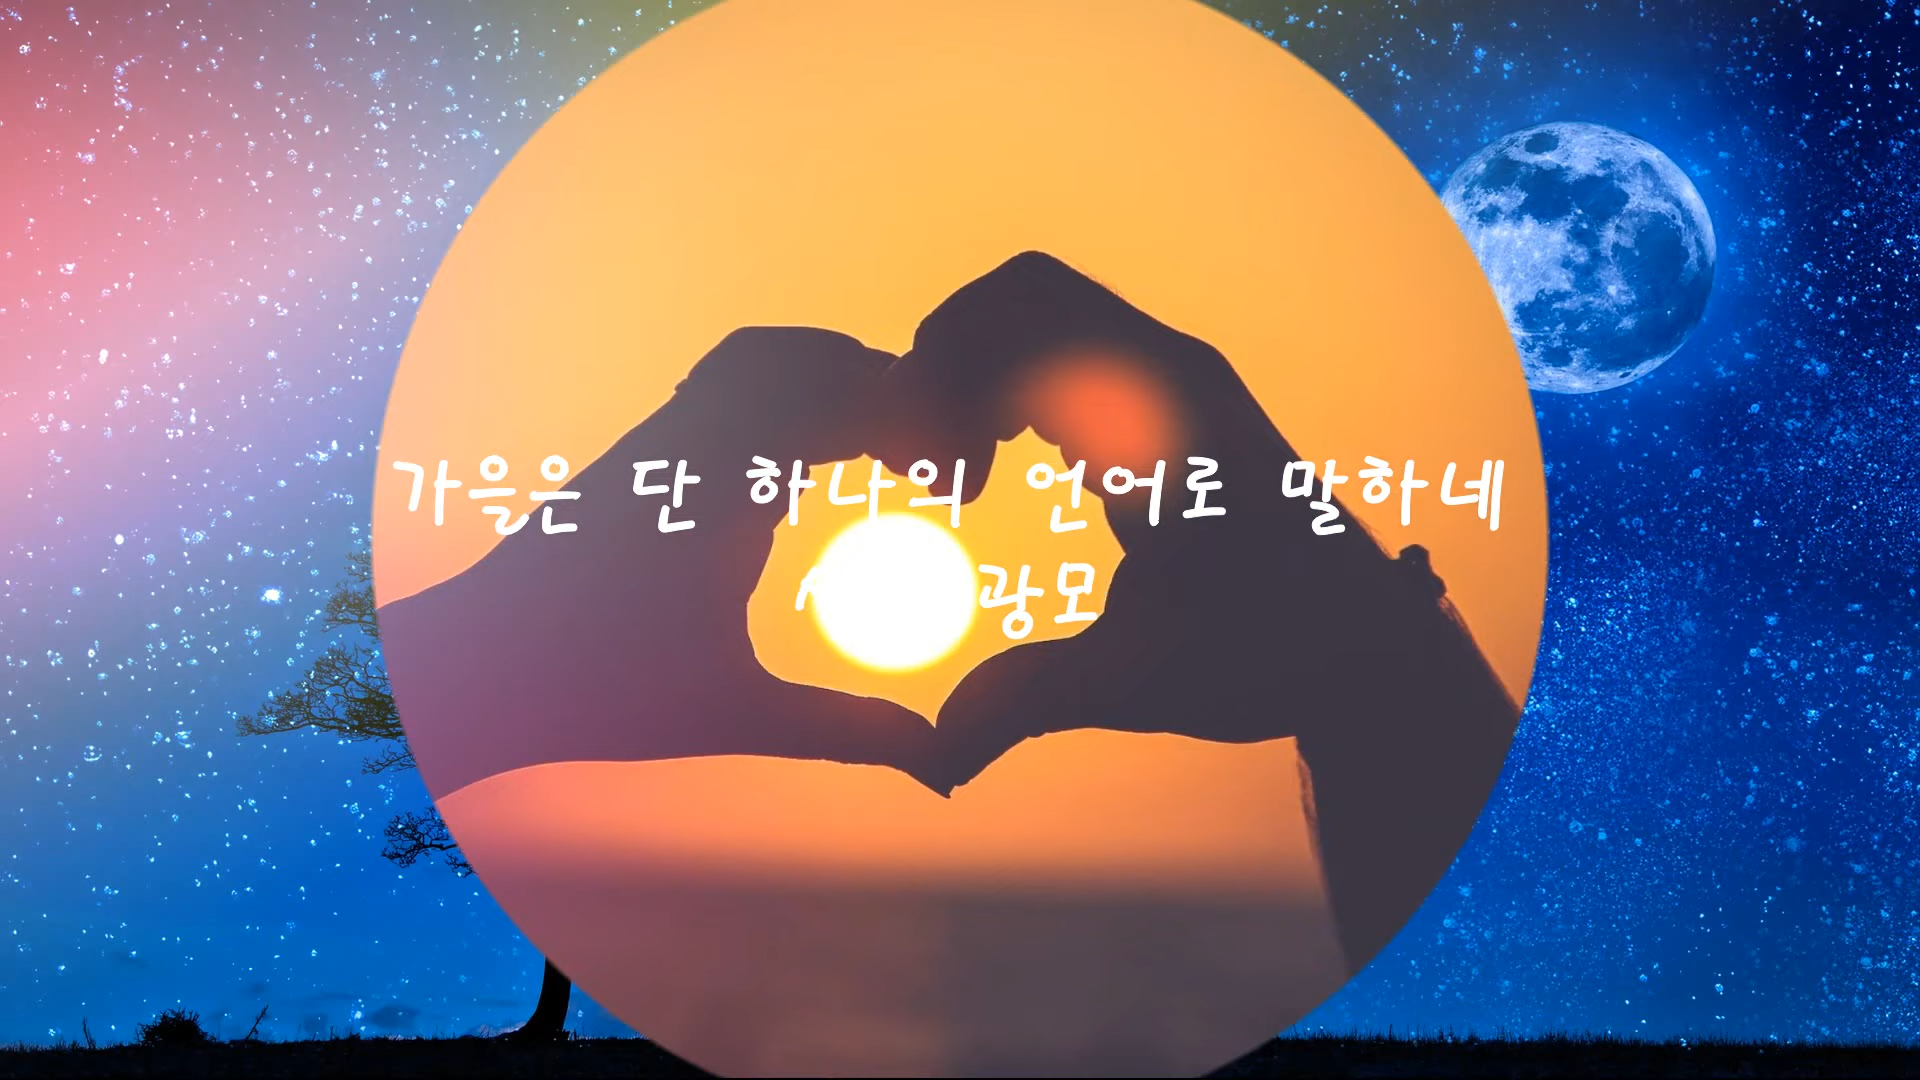 가을은 단 하나의 언어로 말하네
광모